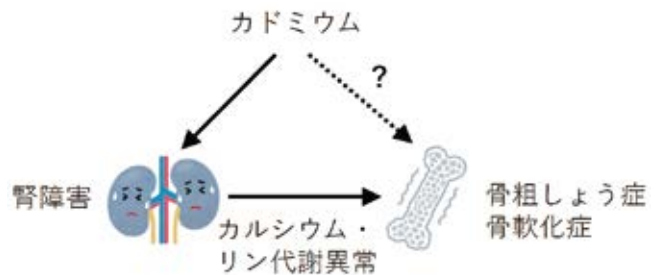 カドミウム
?
腎障害
カルシウム・
リン代謝異常
骨粗しょう症
骨軟化症